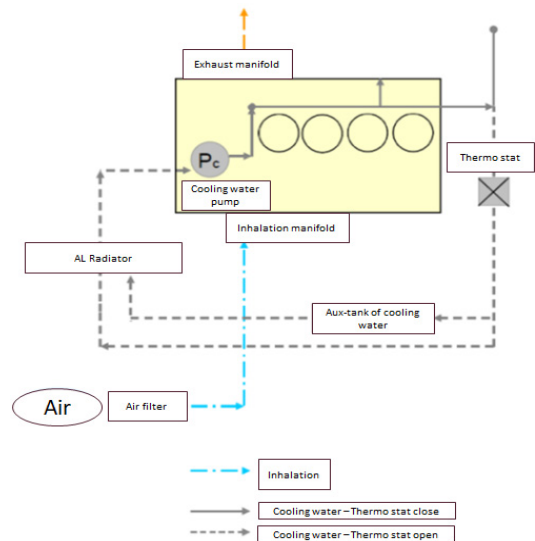 Exhaust manifold
Pc
Thermo stat
Cooling water
pump
Inhalation manifold
AL Radiator
Aux-tank of cooling
water
Air
Air filter
Inhalation
Cooling water – Thermo stat close
Cooling water – Thermo stat open